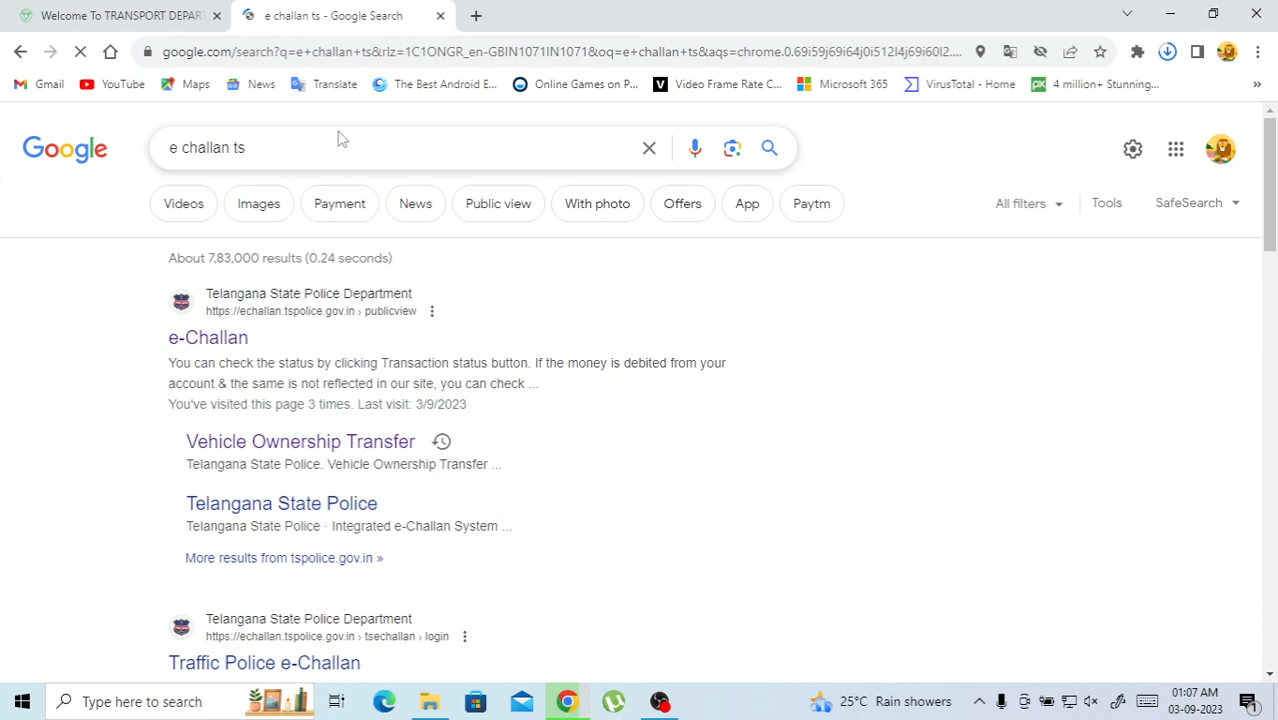 Welcome To TRANSPORT DEPAR
e challan ts - Google Search
google.com/search?q=e+challan+ts&rlz=1C1ONGR_en-GBIN1071IN1071&oq=e+challan+ts&aqs=chrome.0.69i59j69i64j0i512l4j69i60l2....
Gmail
YouTube
Maps
News
Translate
The Best Android E...
Online Games on P...
Video Frame Rate C...
Microsoft 365
VirusTotal - Home
4 million+ Stunning...
»
Google
e challan ts
Videos
Images
Payment
News
Public view
With photo
Offers
App
Paytm
All filters
Tools
SafeSearch
About 7,83,000 results (0.24 seconds)
Telangana State Police Department
https://echallan.tspolice.gov.in › publicview
e-Challan
You can check the status by clicking Transaction status button. If the money is debited from your
account & the same is not reflected in our site, you can check ...
You've visited this page 3 times. Last visit: 3/9/2023
Vehicle Ownership Transfer
Telangana State Police. Vehicle Ownership Transfer ...
Telangana State Police
Telangana State Police · Integrated e-Challan System ...
More results from tspolice.gov.in »
Telangana State Police Department
https://echallan.tspolice.gov.in › tsechallan › login
Traffic Police e-Challan
Type here to search
25°C Rain showers
01:07 AM
03-09-2023
1